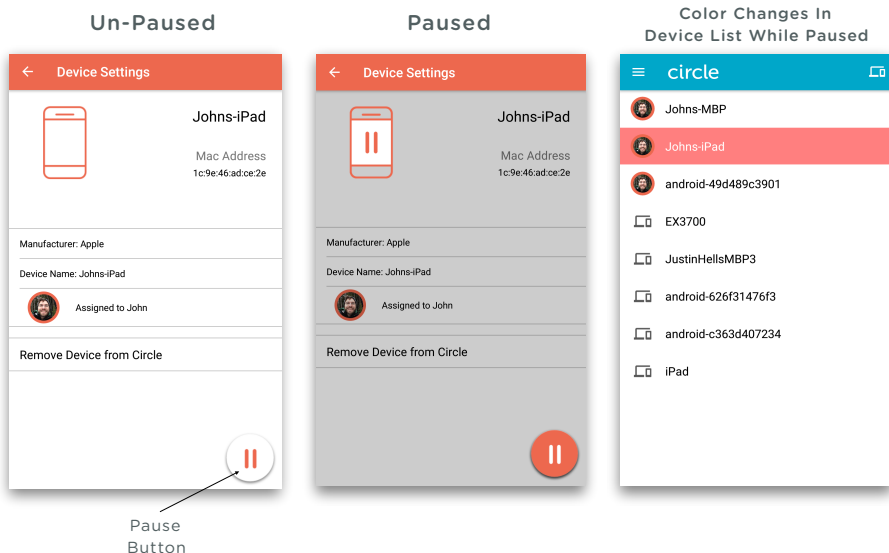 Un-Paused
Device Settings
Johns-iPad
Mac Address
1c:9e:46:ad:ce:2e
Manufacturer: Apple
Device Name: Johns-iPad
Assigned to John
Remove Device from Circle
Pause
Button
Paused
Device Settings
Johns-iPad
Mac Address
1c:9e:46:ad:ce:2e
Manufacturer: Apple
Device Name: Johns-iPad
Assigned to John
Remove Device from Circle
Color Changes In
Device List While Paused
circle
Johns-MBP
Johns-iPad
android-49d489c3901
EX3700
JustinHellsMBP3
android-626f31476f3
android-c363d407234
iPad